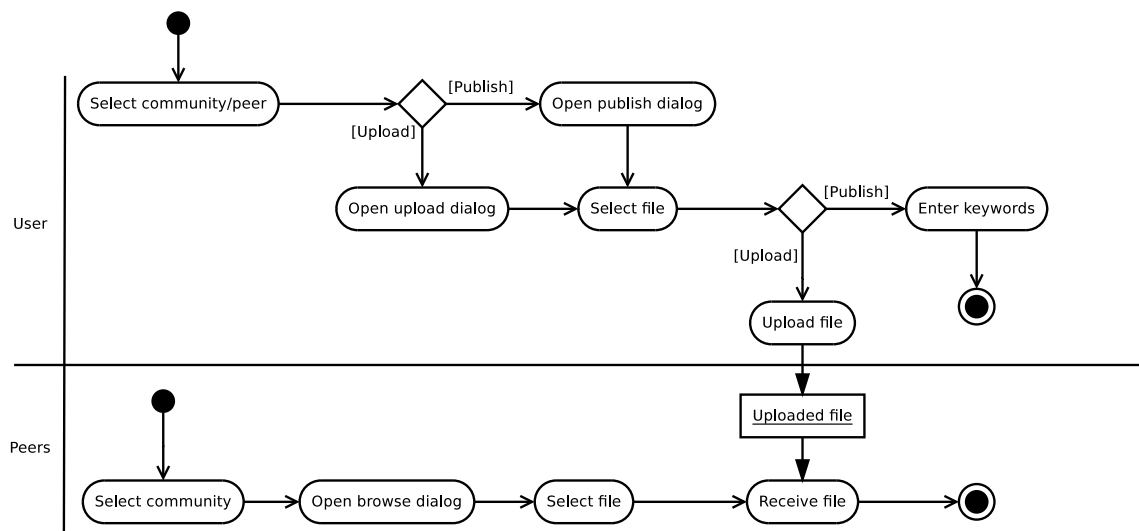 Select community/peer
[Publish]
Open publish dialog
[Upload]
User
Open upload dialog
Select file
[Publish]
Enter keywords
[Upload]
Upload file
Peers
Uploaded file
Select community
Open browse dialog
Select file
Receive file